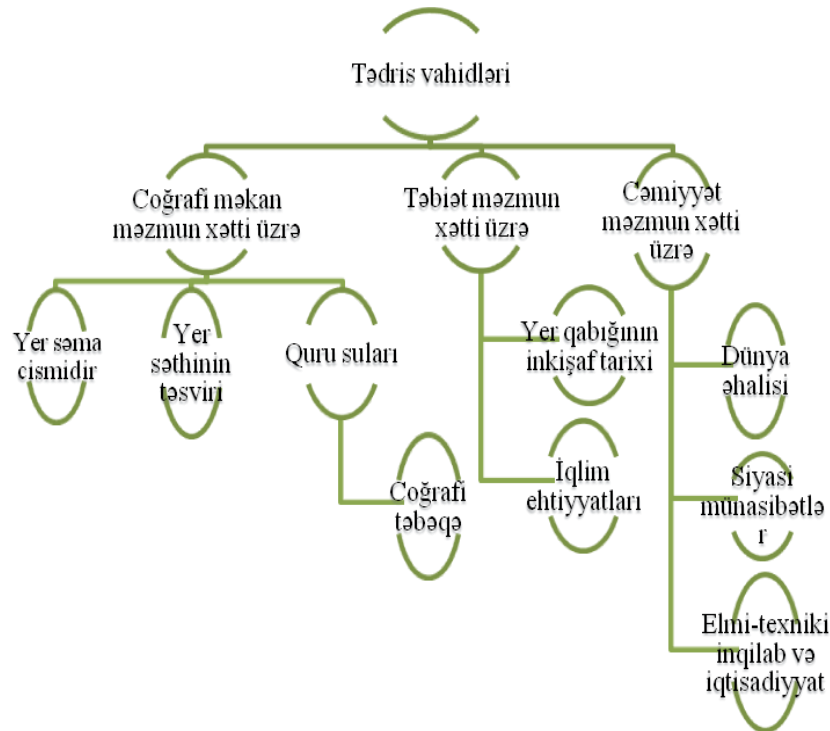 Tədris vahidləri
Coğrafi məkan
məzmun xətti üzrə
Təbiət məzmun
xətti üzrə
Cəmiyyət
məzmun xətti
üzrə
Yer səma
cismidir
Yer
səthinin
təsviri
Quru suları
Coğrafi
təbəqə
Yer qabığının
inkişaf tarixi
İqlim
ehtiyyatları
Dünya
əhalisi
Siyasi
münasibətlə
r
Elmi-texniki
inqilab və
iqtisadiyyat